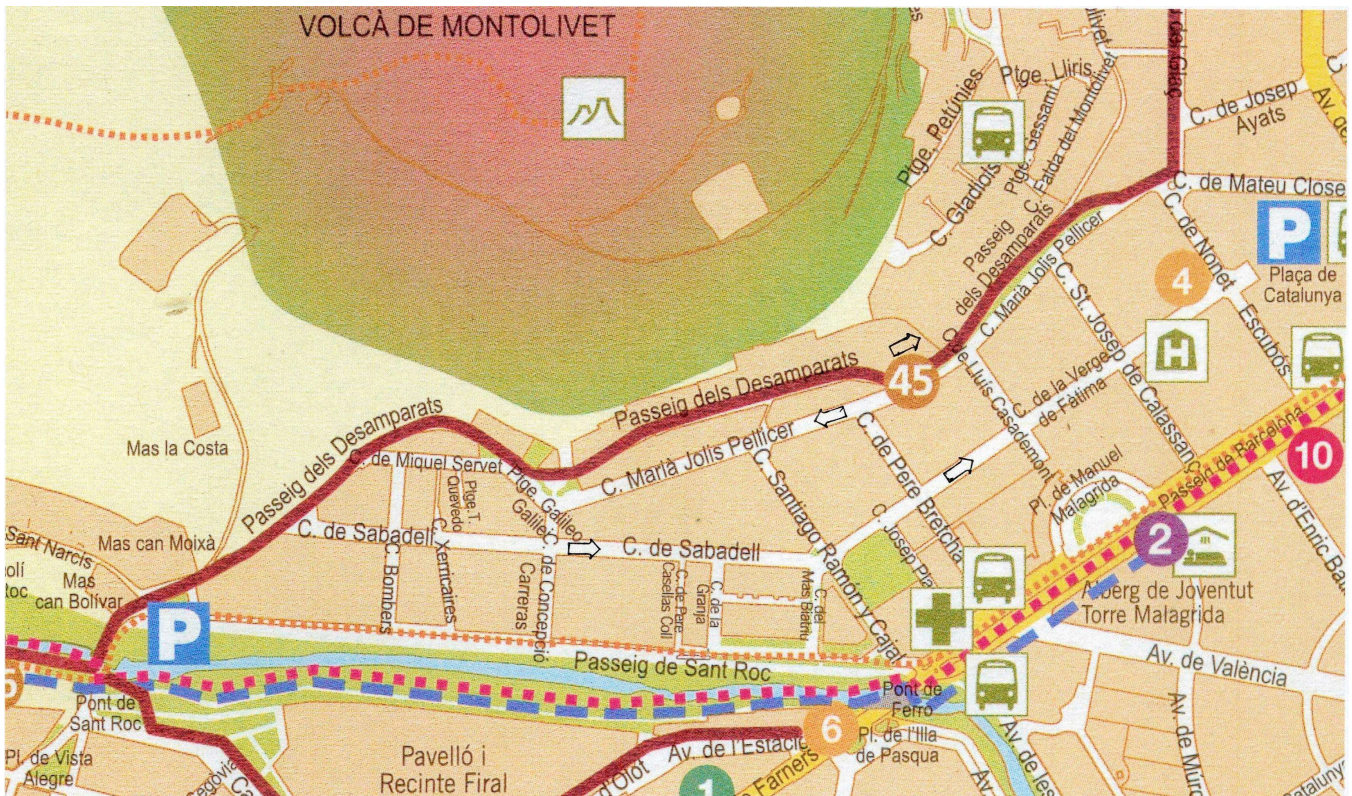 VOLCÀ DE MONTOLIVET
Ptge. Lliris
Ptge. Petúnies
Ptge. Gessamí
C. Falda del Montolivet
C. Gladiols
C. de Josep
Ayats
C. de Mateu Close
P
Plaça de
Catalunya
C. de Nonet
Escubós
4
H
Passeig
dels Desamparats
C. Marià Jolis Pellicer
C. St. Josep de Calassanç
45
Passeig dels Desamparats
C. de Lluís Casademont
C. de la Verge
de Fàtima
Passeig de Barcelona
10
Mas la Costa
Passeig dels Desamparats
C. de Miquel Servet
Ptge. Galileo
Galilei
C. Marià Jolis Pellicer
C. de Pere Bretcha
Pl. de Manuel
Malagrida
Av. d'Enric
Ptge. T.
Quevedo
C. Santiago Ramón y Cajal
C. Josep Pla
2
Sant Narcís
Mas can Moixà
C. de Sabadell
C. de Sabadell
C. Bombers
C. Xerricaires
C. de Concepció
Carreras
C. de Pere
Caselas Coll
C. de la
Granja
C. del
Mas Bialriu
Mas
can Bolívar
P
Alberg de Joventut
Torre Malagrida
Passeig de Sant Roc
Av. de València
Pont de
Sant Roc
Pont de
Ferro
6
Pl. de l'Illa
de Pasqua
Av. de l'Estació
Pl. de Vista
Alegre
Pavelló i
Recinte Firal
1